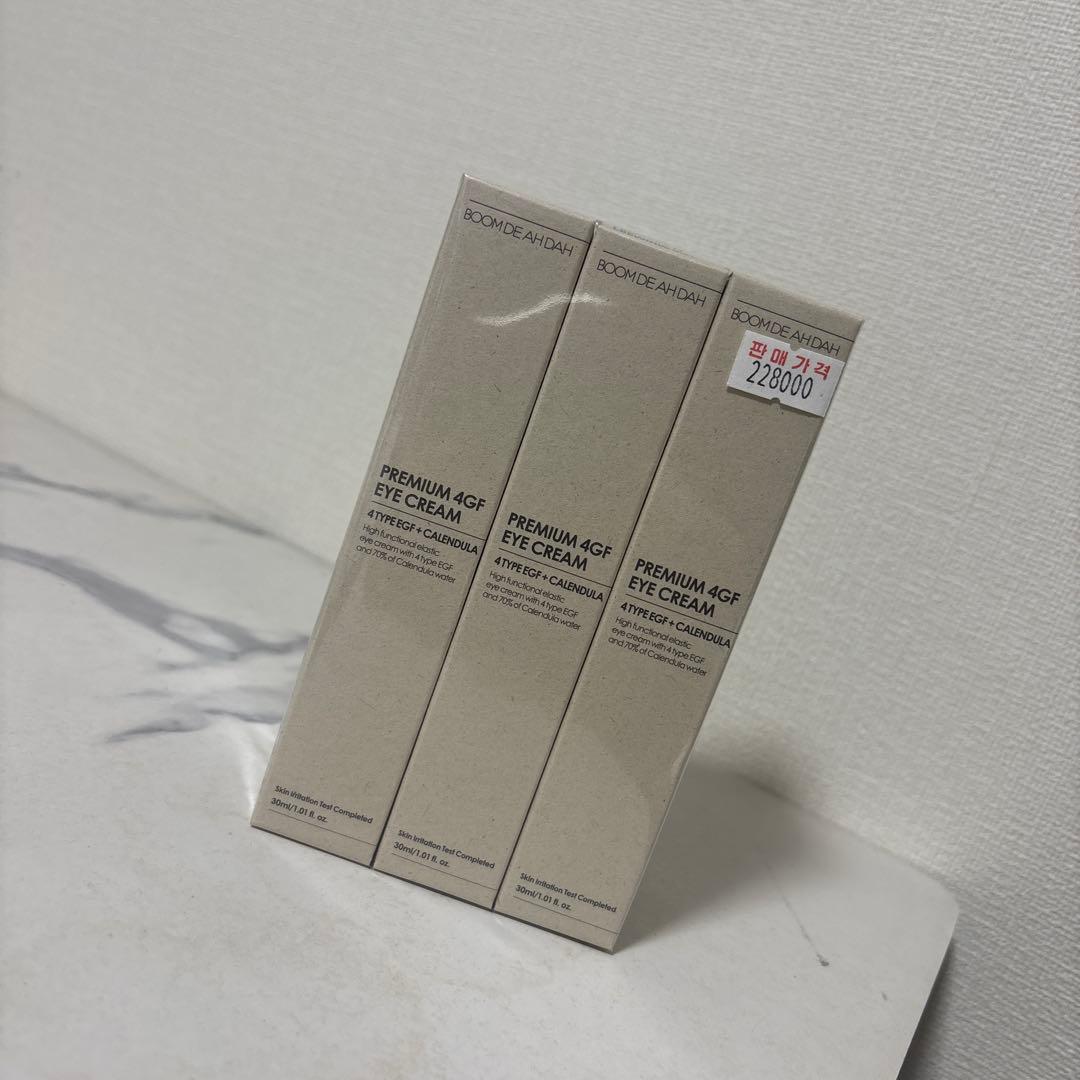 BOOM DE AH DAH
PREMIUM 4GF
EYE CREAM
4 TYPE EGF + CALENDULA
High functional elastic
eye cream with 4 type EGF
and 70% of Calendula water
Skin Irritation Test Completed
30ml/1.01 fl. oz.
BOOM DE AH DAH
PREMIUM 4GF
EYE CREAM
4 TYPE EGF + CALENDULA
High functional elastic
eye cream with 4 type EGF
and 70% of Calendula water
Skin Irritation Test Completed
30ml/1.01 fl. oz.
BOOM DE AH DAH
판매가격
228000
PREMIUM 4GF
EYE CREAM
4 TYPE EGF + CALENDULA
High functional elastic
eye cream with 4 type EGF
and 70% of Calendula water
Skin Irritation Test Completed
30ml/1.01 fl. oz.